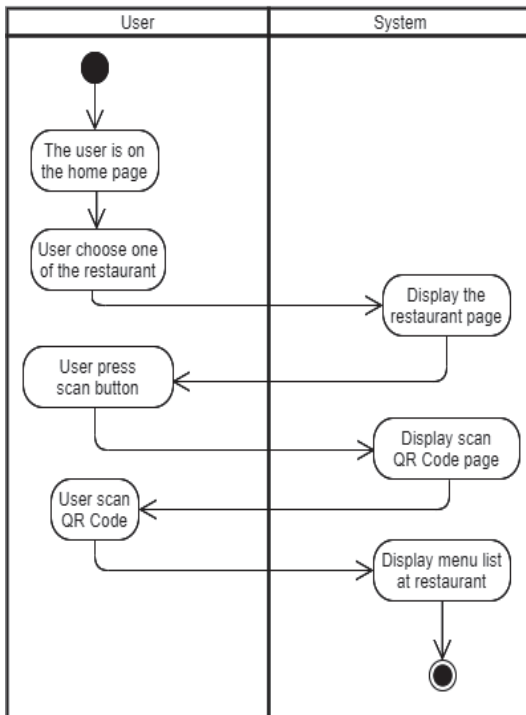 User
System
The user is on
the home page
User choose one
of the restaurant
Display the
restaurant page
User press
scan button
Display scan
QR Code page
User scan
QR Code
Display menu list
at restaurant